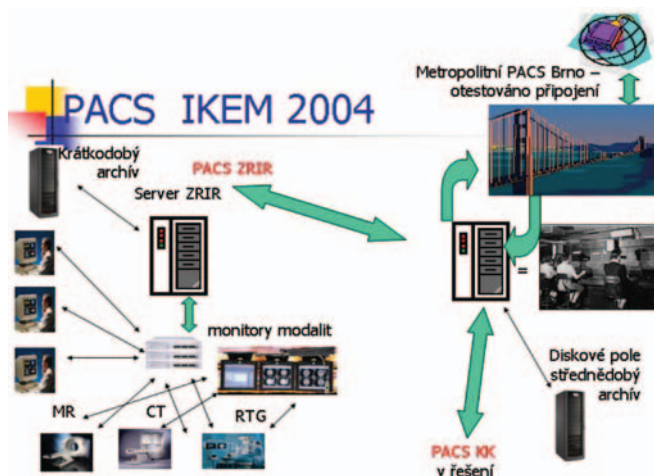 Metropolitní PACS Brno –
otestováno připojení
PACS IKEM 2004
Krátkodobý
archív
PACS ZRIR
Server ZRIR
=
monitory modalit
MR
CT
RTG
Diskové pole
střednědobý
archív
PACS KK
v řešení